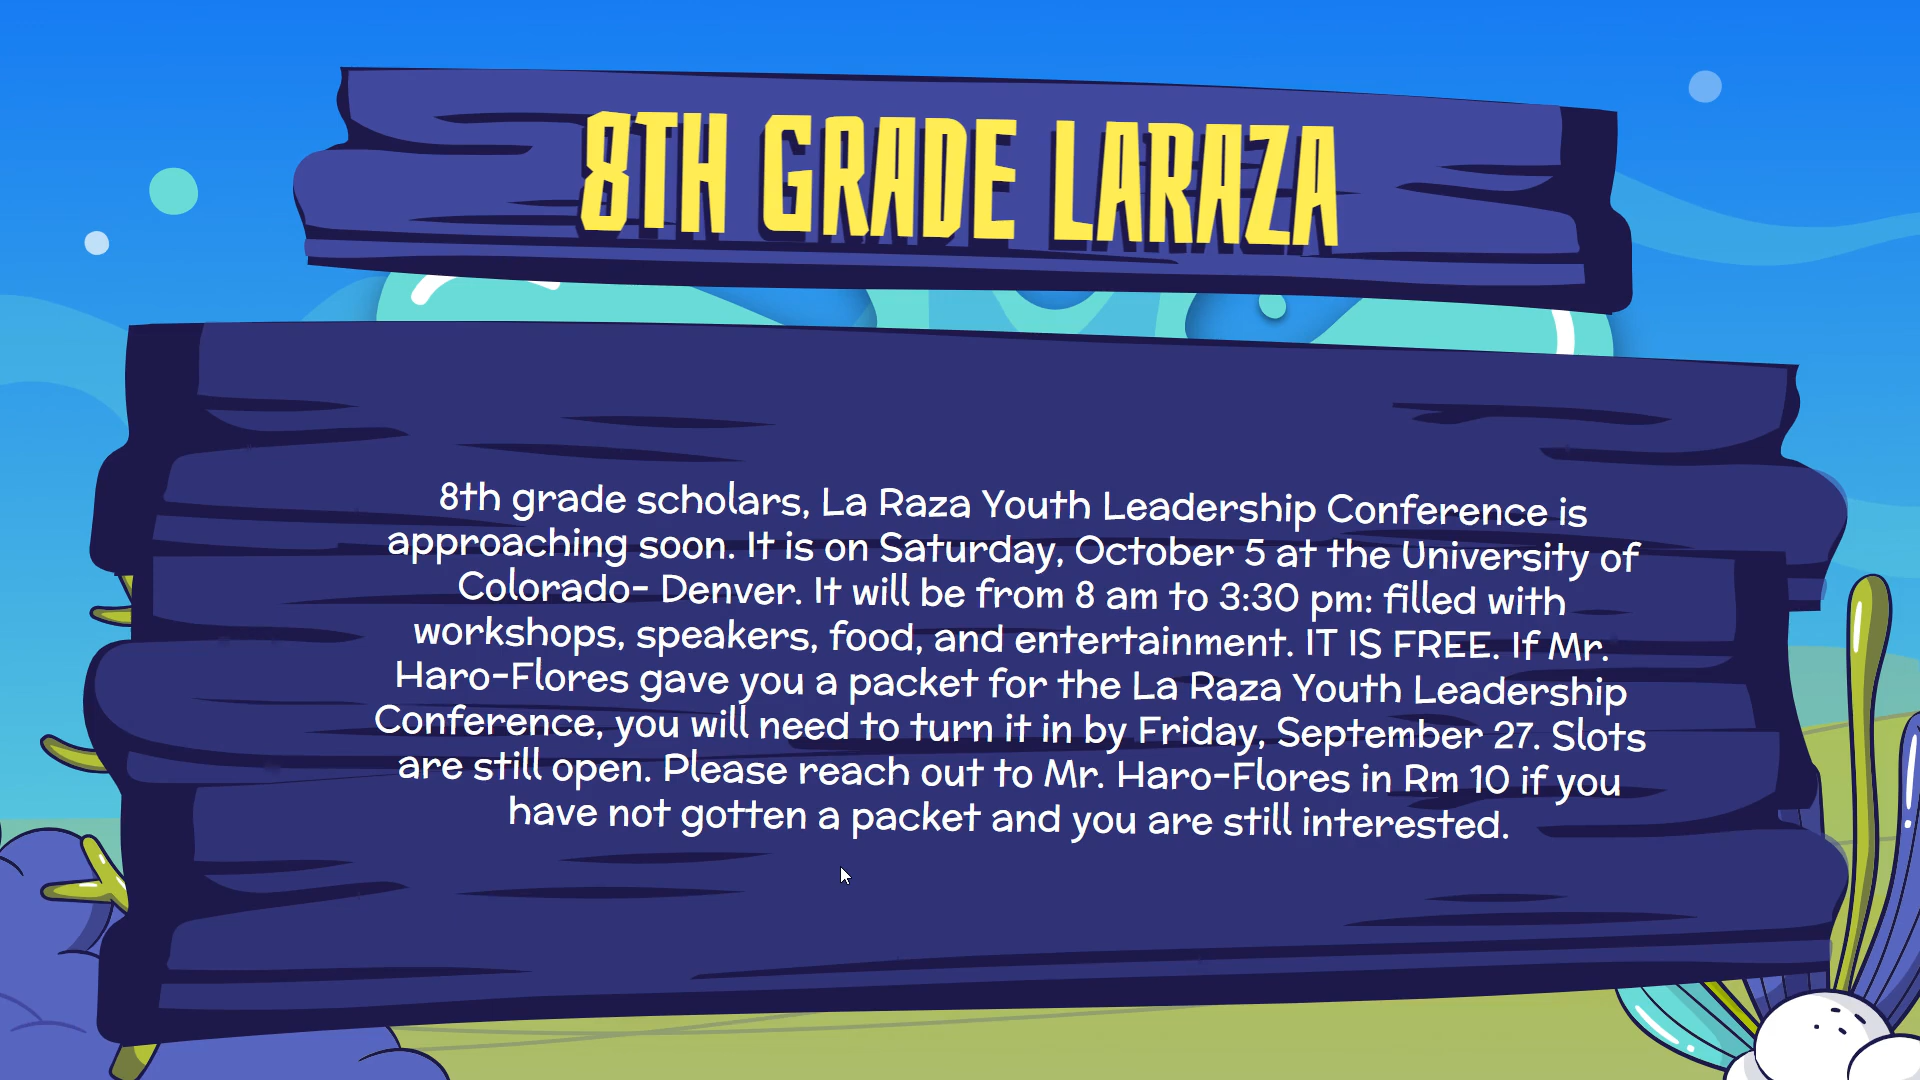 8TH GRADE LARAZA
8th grade scholars, La Raza Youth Leadership Conference is
approaching soon. It is on Saturday, October 5 at the University of
Colorado- Denver. It will be from 8 am to 3:30 pm: filled with
workshops, speakers, food, and entertainment. IT IS FREE. If Mr.
Haro-Flores gave you a packet for the La Raza Youth Leadership
Conference, you will need to turn it in by Friday, September 27. Slots
are still open. Please reach out to Mr. Haro-Flores in Rm 10 if you
have not gotten a packet and you are still interested.